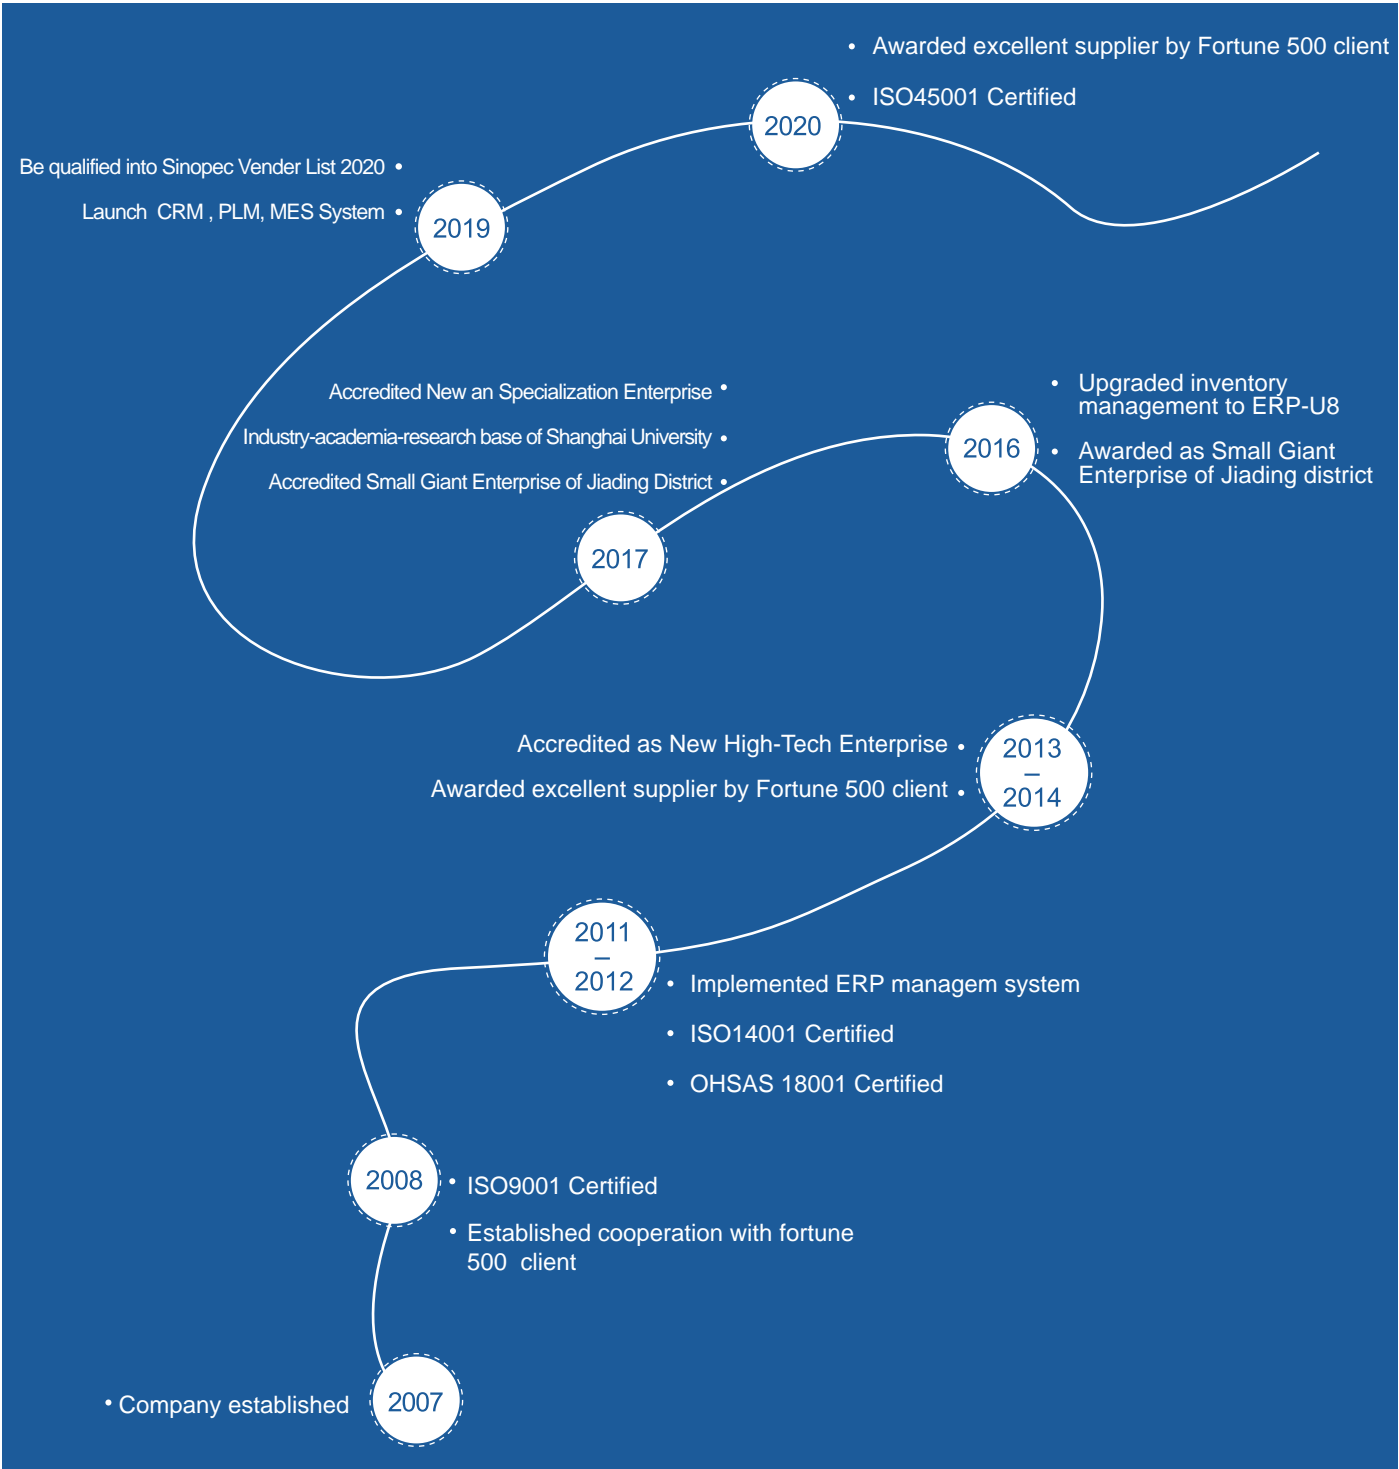 • Awarded excellent supplier by Fortune 500 client
• ISO45001 Certified
2020
Be qualified into Sinopec Vender List 2020 •
Launch CRM , PLM, MES System •
2019
Accredited New an Specialization Enterprise •
Industry-academia-research base of Shanghai University •
Accredited Small Giant Enterprise of Jiading District •
2017
• Upgraded inventory
management to ERP-U8
• Awarded as Small Giant
Enterprise of Jiading district
2016
Accredited as New High-Tech Enterprise •
Awarded excellent supplier by Fortune 500 client •
2013
–
2014
2011
–
2012
• Implemented ERP managem system
• ISO14001 Certified
• OHSAS 18001 Certified
2008
• ISO9001 Certified
• Established cooperation with fortune
500 client
• Company established
2007